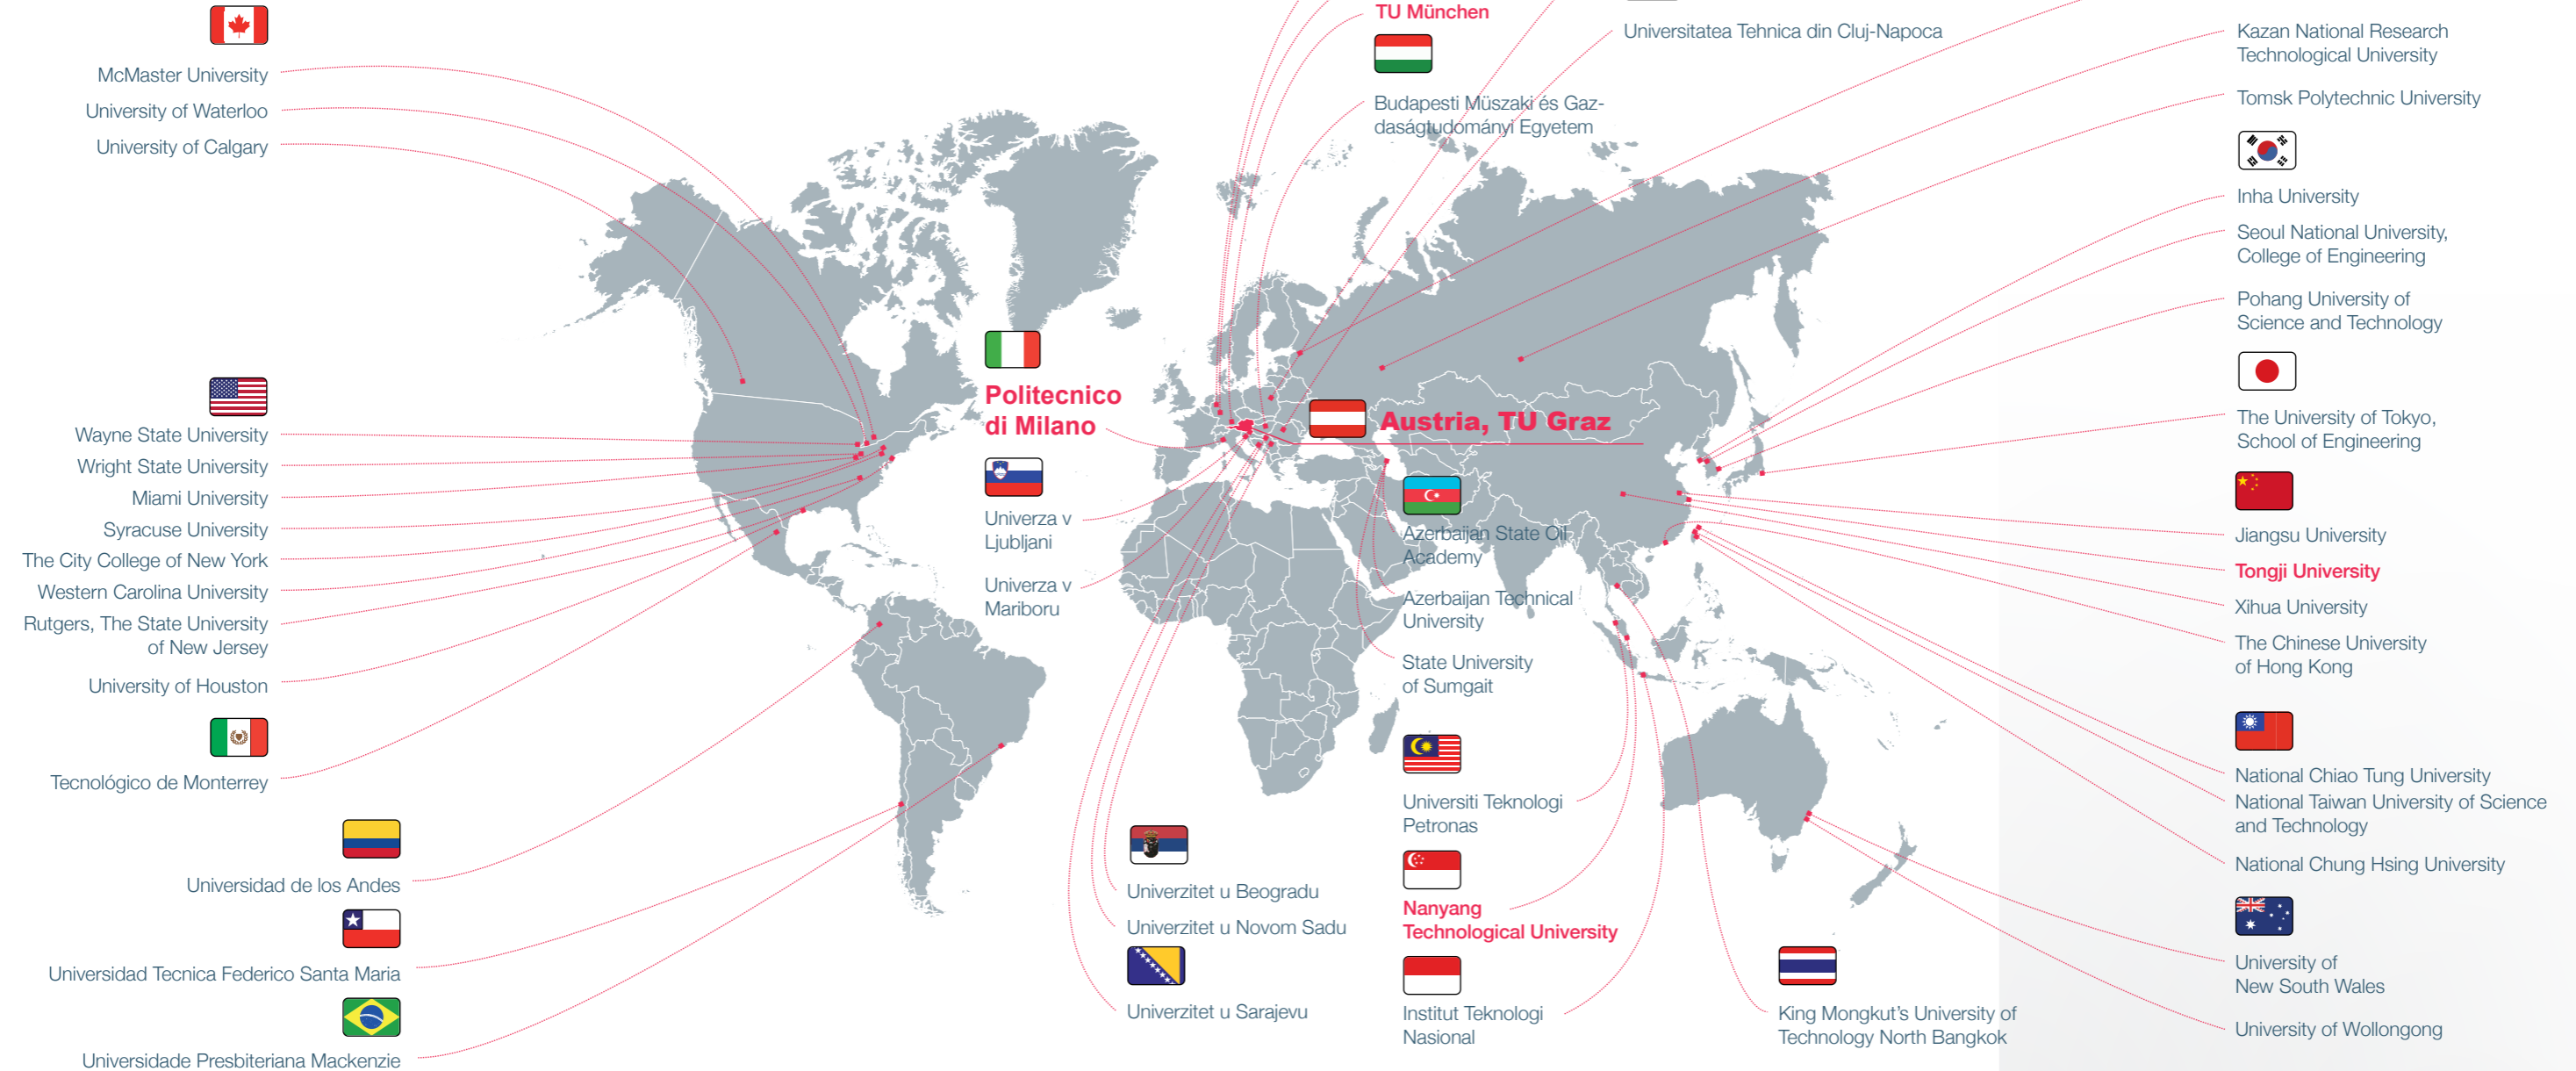 McMaster University
University of Waterloo
University of Calgary
Wayne State University
Wright State University
Miami University
Syracuse University
The City College of New York
Western Carolina University
Rutgers, The State University
of New Jersey
University of Houston
Tecnológico de Monterrey
Universidad de los Andes
Universidad Tecnica Federico Santa Maria
Universidade Presbiteriana Mackenzie
Politecnico
di Milano
Univerza v
Ljubljani
Univerza v
Mariboru
Univerzitet u Beogradu
Univerzitet u Novom Sadu
Univerzitet u Sarajevu
TU München
Budapesti Müszaki és Gaz-
daságtudományi Egyetem
Universitatea Tehnica din Cluj-Napoca
Austria, TU Graz
Azerbaijan State Oil
Academy
Azerbaijan Technical
University
State University
of Sumgait
Universiti Teknologi
Petronas
Nanyang
Technological University
Institut Teknologi
Nasional
King Mongkut's University of
Technology North Bangkok
Kazan National Research
Technological University
Tomsk Polytechnic University
Inha University
Seoul National University,
College of Engineering
Pohang University of
Science and Technology
The University of Tokyo,
School of Engineering
Jiangsu University
Tongji University
Xihua University
The Chinese University
of Hong Kong
National Chiao Tung University
National Taiwan University of Science
and Technology
National Chung Hsing University
University of
New South Wales
University of Wollongong